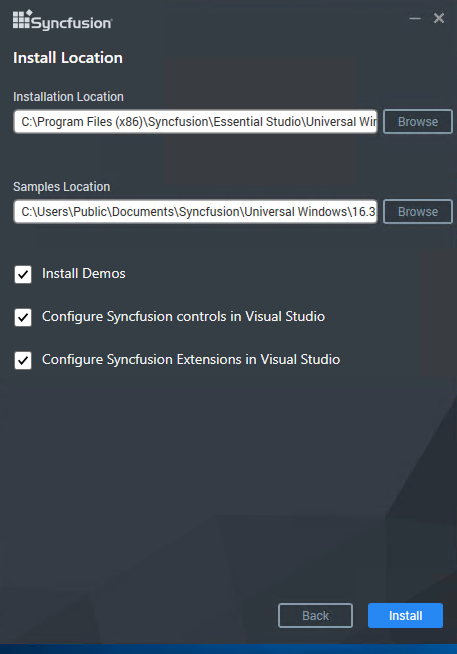 Syncfusion
Install Location
Installation Location
C:\Program Files (x86)\Syncfusion\Essential Studio\Universal Wir
Browse
Samples Location
C:\Users\Public\Documents\Syncfusion\Universal Windows\16.3
Browse
Install Demos
Configure Syncfusion controls in Visual Studio
Configure Syncfusion Extensions in Visual Studio
Back
Install